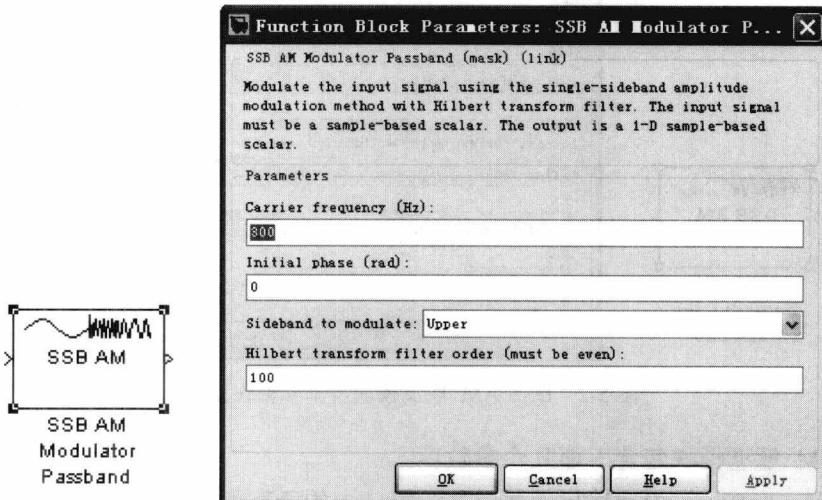 Function Block Parameters: SSB AM Modulator P...
SSB AM Modulator Passband (mask) (link)
Modulate the input signal using the single-sideband amplitude
modulation method with Hilbert transform filter. The input signal
must be a sample-based scalar. The output is a 1-D sample-based
scalar.
Parameters
Carrier frequency (Hz):
300
Initial phase (rad):
0
Sideband to modulate: Upper
Hilbert transform filter order (must be even):
100
OK Cancel Help Apply
SSB AM
SSB AM
Modulator
Passband